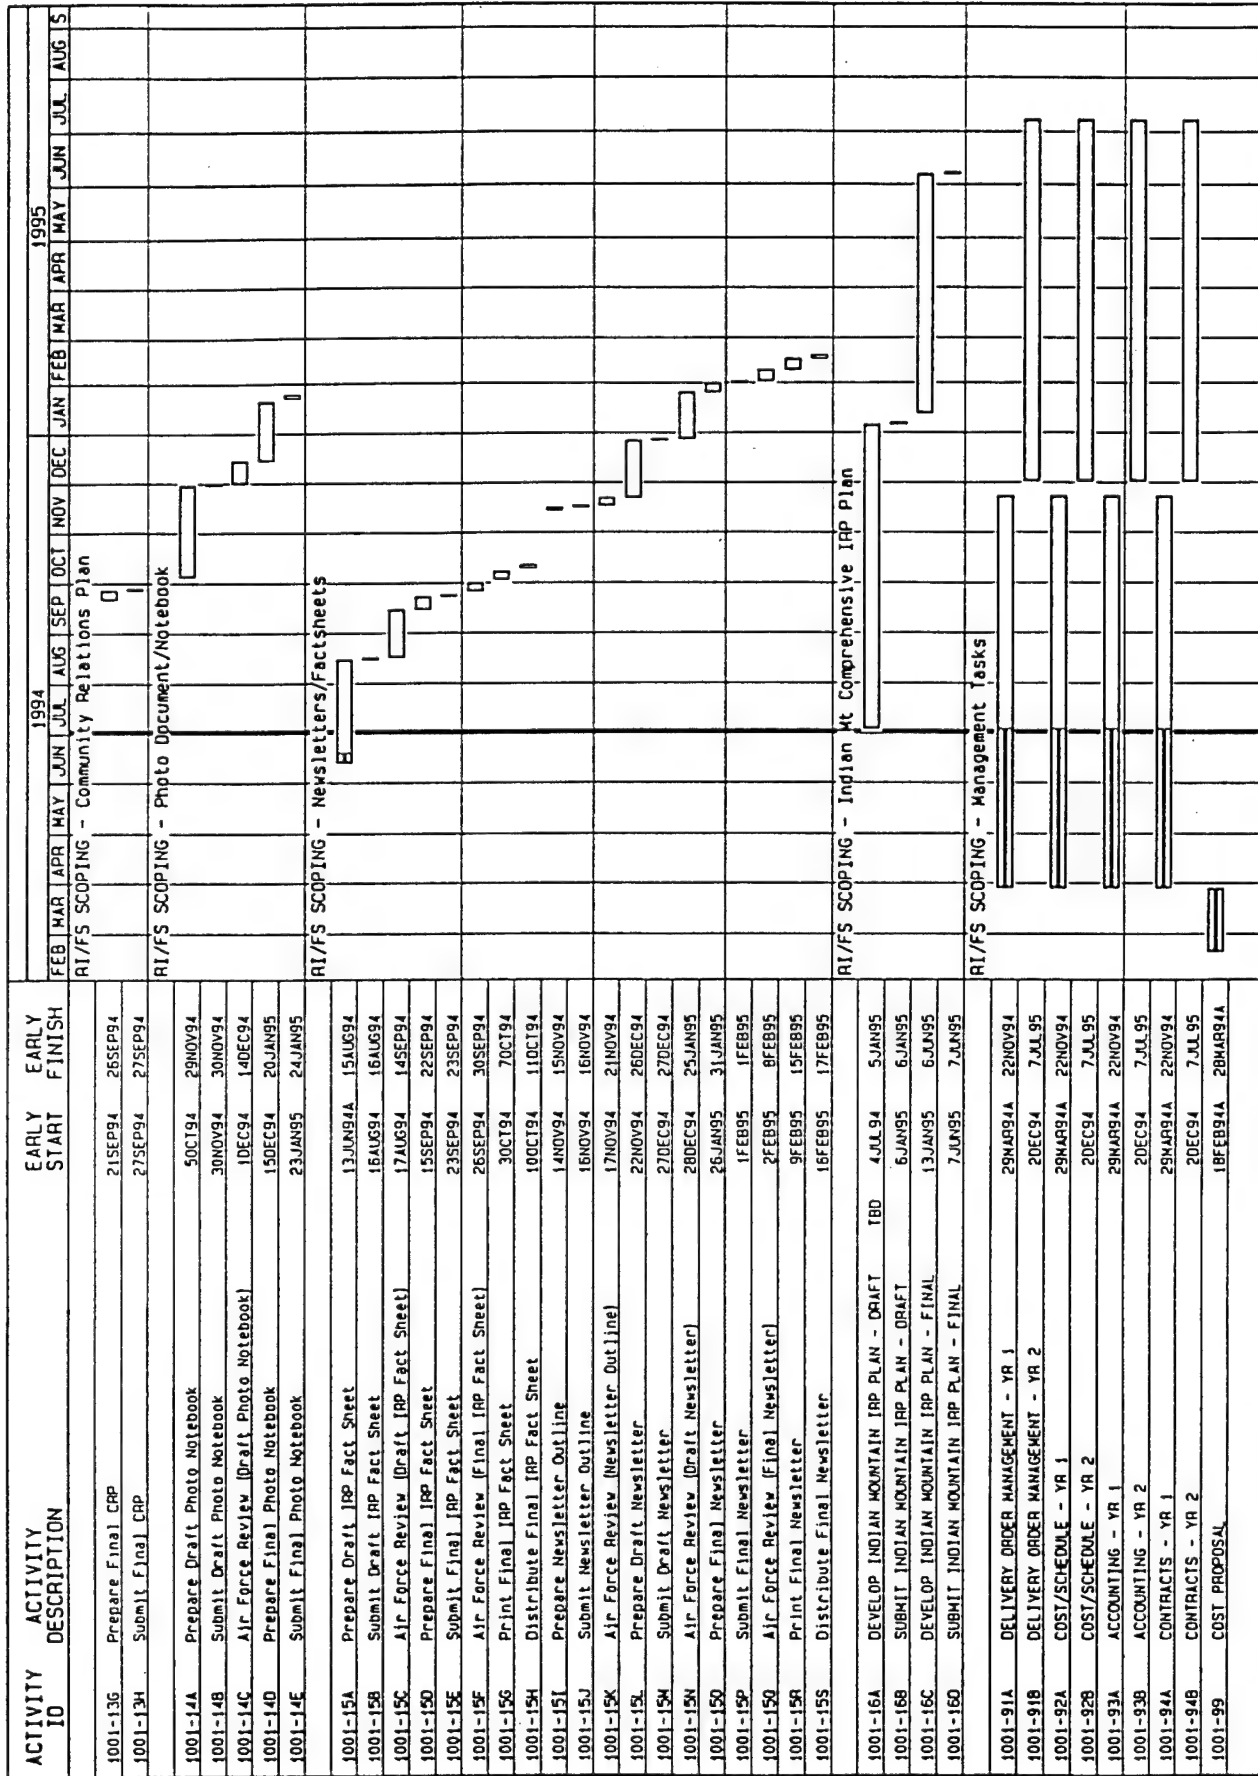 ACTIVITY ID ACTIVITY DESCRIPTION EARLY START EARLY FINISH
1994 1995
FEB MAR APR MAY JUN JUL AUG SEP OCT NOV DEC JAN FEB MAR APR MAY JUN JUL AUG S
RI/FS SCOPING - Community Relations Plan
1001-13G Prepare Final CRP 21SEP94 26SEP94
1001-13H Submit Final CRP 27SEP94 27SEP94
RI/FS SCOPING - Photo Document/Notebook
1001-14A Prepare Draft Photo Notebook 5OCT94 29NOV94
1001-14B Submit Draft Photo Notebook 30NOV94 30NOV94
1001-14C Air Force Review (Draft Photo Notebook) 1DEC94 14DEC94
1001-14D Prepare Final Photo Notebook 15DEC94 20JAN95
1001-14E Submit Final Photo Notebook 23JAN95 24JAN95
RI/FS SCOPING - Newsletters/Factsheets
1001-15A Prepare Draft IRP Fact Sheet 13JUN94A 15AUG94
1001-15B Submit Draft IRP Fact Sheet 16AUG94 16AUG94
1001-15C Air Force Review (Draft IRP Fact Sheet) 17AUG94 14SEP94
1001-15D Prepare Final IRP Fact Sheet 15SEP94 22SEP94
1001-15E Submit Final IRP Fact Sheet 23SEP94 23SEP94
1001-15F Air Force Review (Final IRP Fact Sheet) 26SEP94 30SEP94
1001-15G Print Final IRP Fact Sheet 3OCT94 7OCT94
1001-15H Distribute Final IRP Fact Sheet 10OCT94 11OCT94
1001-15I Prepare Newsletter Outline 14NOV94 15NOV94
1001-15J Submit Newsletter Outline 16NOV94 16NOV94
1001-15K Air Force Review (Newsletter Outline) 17NOV94 21NOV94
1001-15L Prepare Draft Newsletter 22NOV94 26DEC94
1001-15M Submit Draft Newsletter 27DEC94 27DEC94
1001-15N Air Force Review (Draft Newsletter) 28DEC94 25JAN95
1001-15O Prepare Final Newsletter 26JAN95 31JAN95
1001-15P Submit Final Newsletter 1FEB95 1FEB95
1001-15Q Air Force Review (Final Newsletter) 2FEB95 8FEB95
1001-15R Print Final Newsletter 9FEB95 15FEB95
1001-15S Distribute Final Newsletter 16FEB95 17FEB95
RI/FS SCOPING - Indian Mt Comprehensive IRP Plan
1001-16A DEVELOP INDIAN MOUNTAIN IRP PLAN - DRAFT TBD 4JUL94 5JAN95
1001-16B SUBMIT INDIAN MOUNTAIN IRP PLAN - DRAFT 6JAN95 6JAN95
1001-16C DEVELOP INDIAN MOUNTAIN IRP PLAN - FINAL 13JAN95 6JUN95
1001-16D SUBMIT INDIAN MOUNTAIN IRP PLAN - FINAL 7JUN95 7JUN95
RI/FS SCOPING - Management Tasks
1001-91A DELIVERY ORDER MANAGEMENT - YR 1 29MAR94A 22NOV94
1001-91B DELIVERY ORDER MANAGEMENT - YR 2 2DEC94 7JUL95
1001-92A COST/SCHEDULE - YR 1 29MAR94A 22NOV94
1001-92B COST/SCHEDULE - YR 2 2DEC94 7JUL95
1001-93A ACCOUNTING - YR 1 29MAR94A 22NOV94
1001-93B ACCOUNTING - YR 2 2DEC94 7JUL95
1001-94A CONTRACTS - YR 1 29MAR94A 22NOV94
1001-94B CONTRACTS - YR 2 2DEC94 7JUL95
1001-99 COST PROPOSAL 18FEB94A 28MAR94A